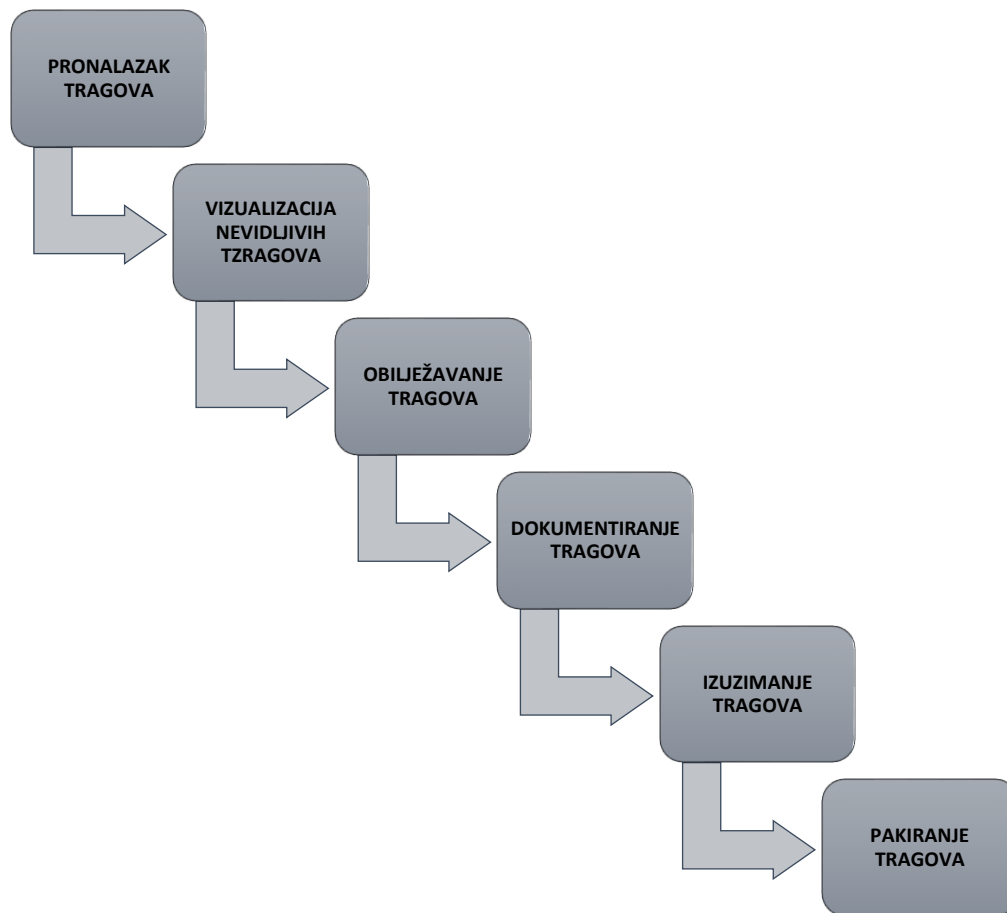 PRONALAZAK
TRAGOVA
VIZUALIZACIJA
NEVIDLJIVIH
TZRAGOVA
OBILJEŽAVANJE
TRAGOVA
DOKUMENTIRANJE
TRAGOVA
IZUZIMANJE
TRAGOVA
PAKIRANJE
TRAGOVA